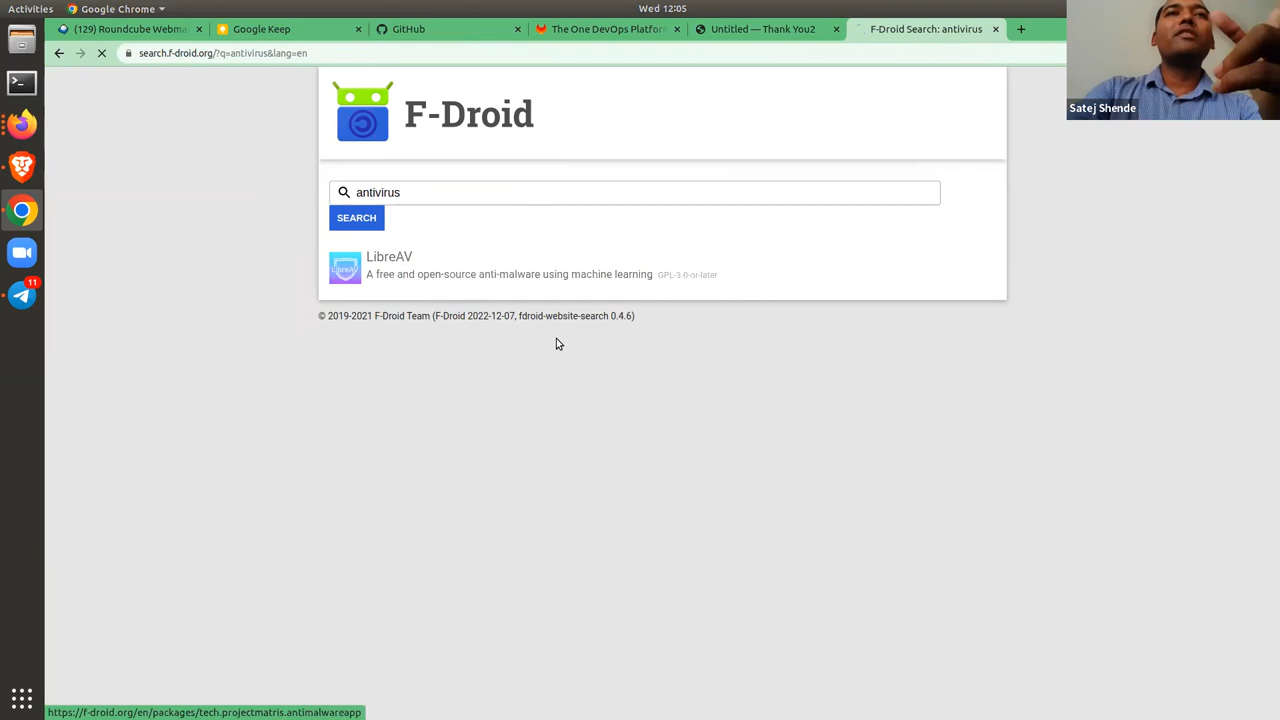 Activities
Google Chrome
Wed 12:05
(129) Roundcube Webma
Google Keep
GitHub
The One DevOps Platfor
Untitled — Thank You2
F-Droid Search: antivirus
search.f-droid.org/?q=antivirus&lang=en
Satej Shende
F-Droid
antivirus
SEARCH
LibreAV
LibreAV
A free and open-source anti-malware using machine learning GPL-3.0-or-later
© 2019-2021 F-Droid Team (F-Droid 2022-12-07, fdroid-website-search 0.4.6)
11
https://f-droid.org/en/packages/tech.projectmatris.antimalwareapp